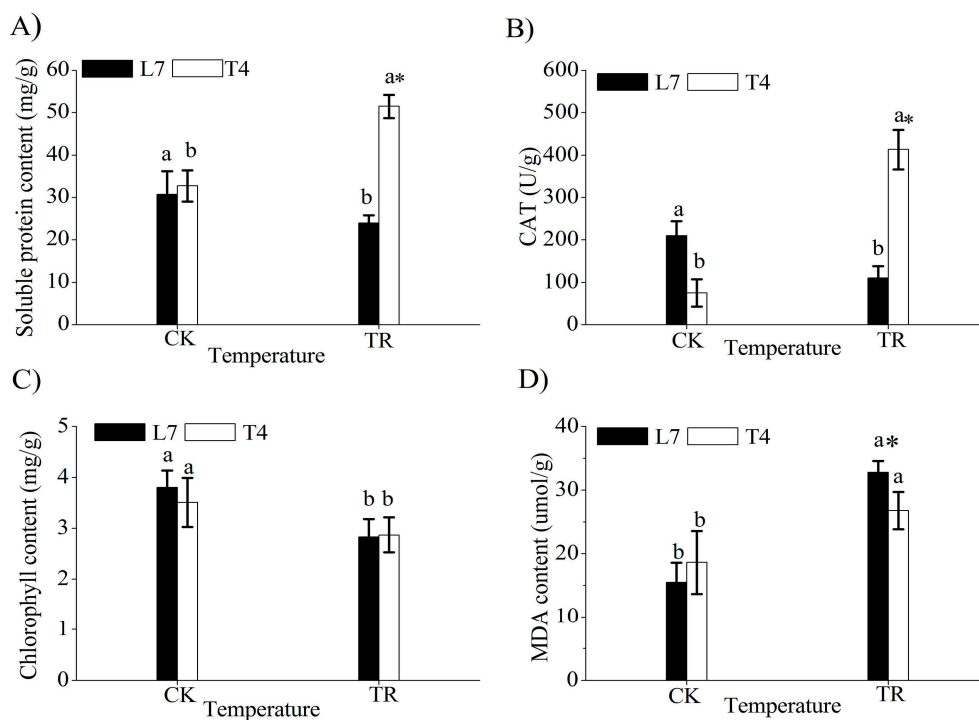 A)
L7 T4
Soluble protein content (mg/g)
60
50
40
30
20
10
0
a b
b a*
CK TR
Temperature
B)
L7 T4
CAT (U/g)
600
500
400
300
200
100
0
a b
b a*
CK TR
Temperature
C)
L7 T4
Chlorophyll content (mg/g)
5
4
3
2
1
0
a a
b b
CK TR
Temperature
D)
L7 T4
MDA content (umol/g)
40
30
20
10
0
b b
a* a
CK TR
Temperature